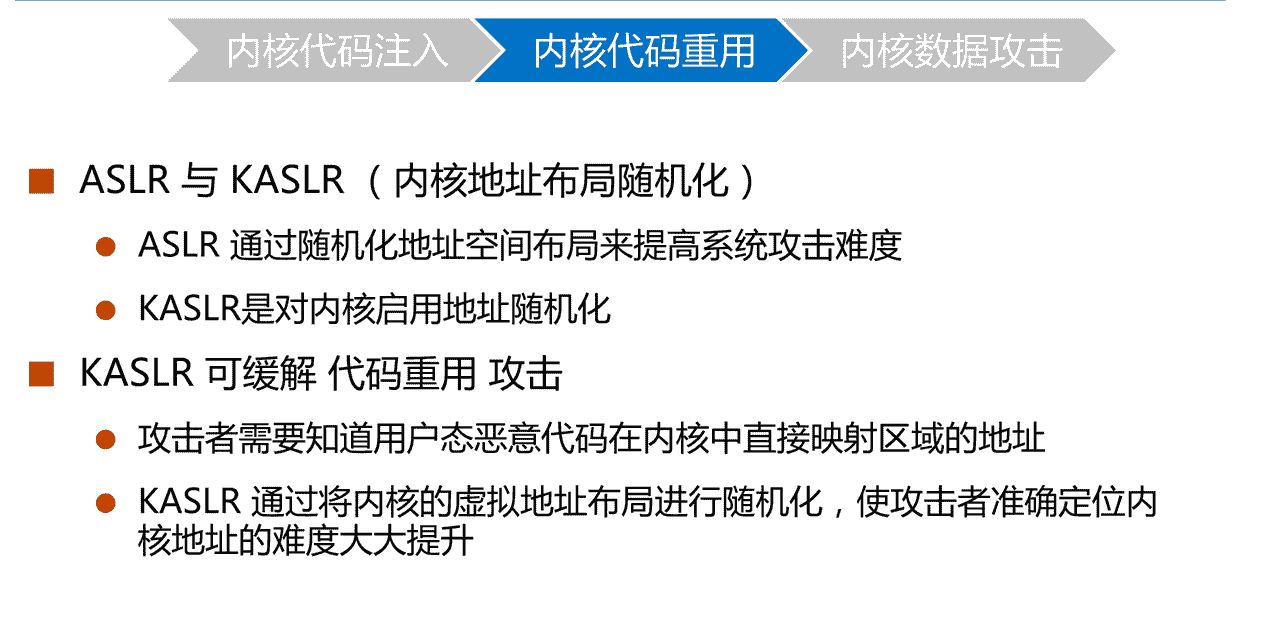 内核代码注入 内核代码重用 内核数据攻击
ASLR 与 KASLR （内核地址布局随机化）
ASLR 通过随机化地址空间布局来提高系统攻击难度
KASLR是对内核启用地址随机化
KASLR 可缓解 代码重用 攻击
攻击者需要知道用户态恶意代码在内核中直接映射区域的地址
KASLR 通过将内核的虚拟地址布局进行随机化，使攻击者准确定位内
核地址的难度大大提升